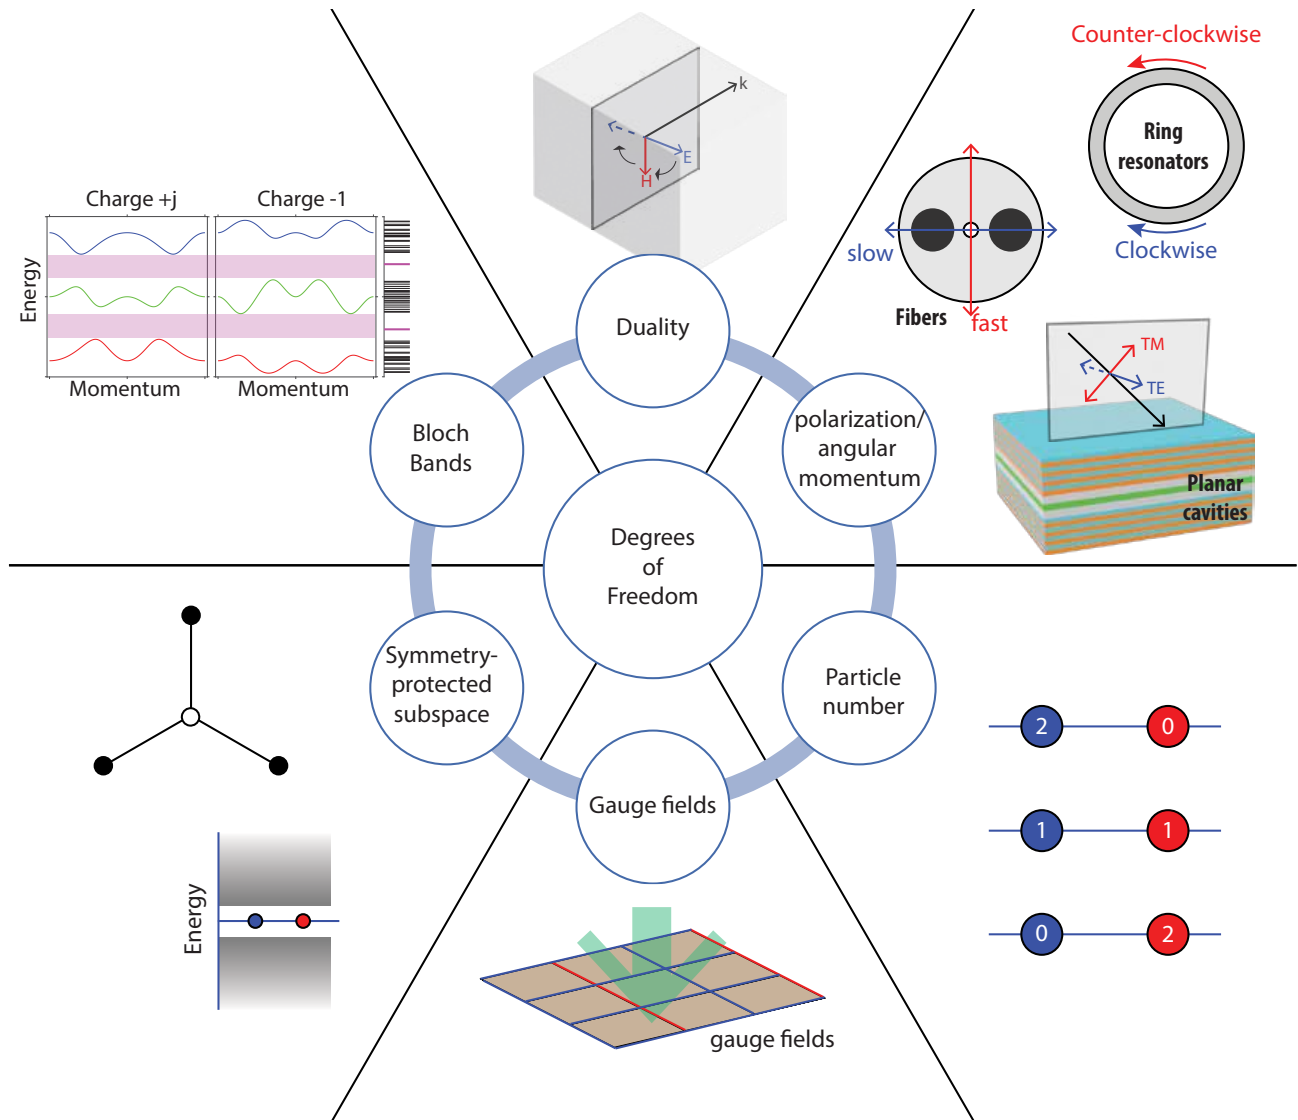 Counter-clockwise
Ring
resonators
Clockwise
k
E
H
slow
Fibers
fast
TM
TE
Planar
cavities
Charge +j
Charge -1
Energy
Momentum
Momentum
Duality
Bloch
Bands
polarization/
angular
momentum
Degrees
of
Freedom
Symmetry-
protected
subspace
Particle
number
Gauge fields
2
0
1
1
0
2
Energy
gauge fields